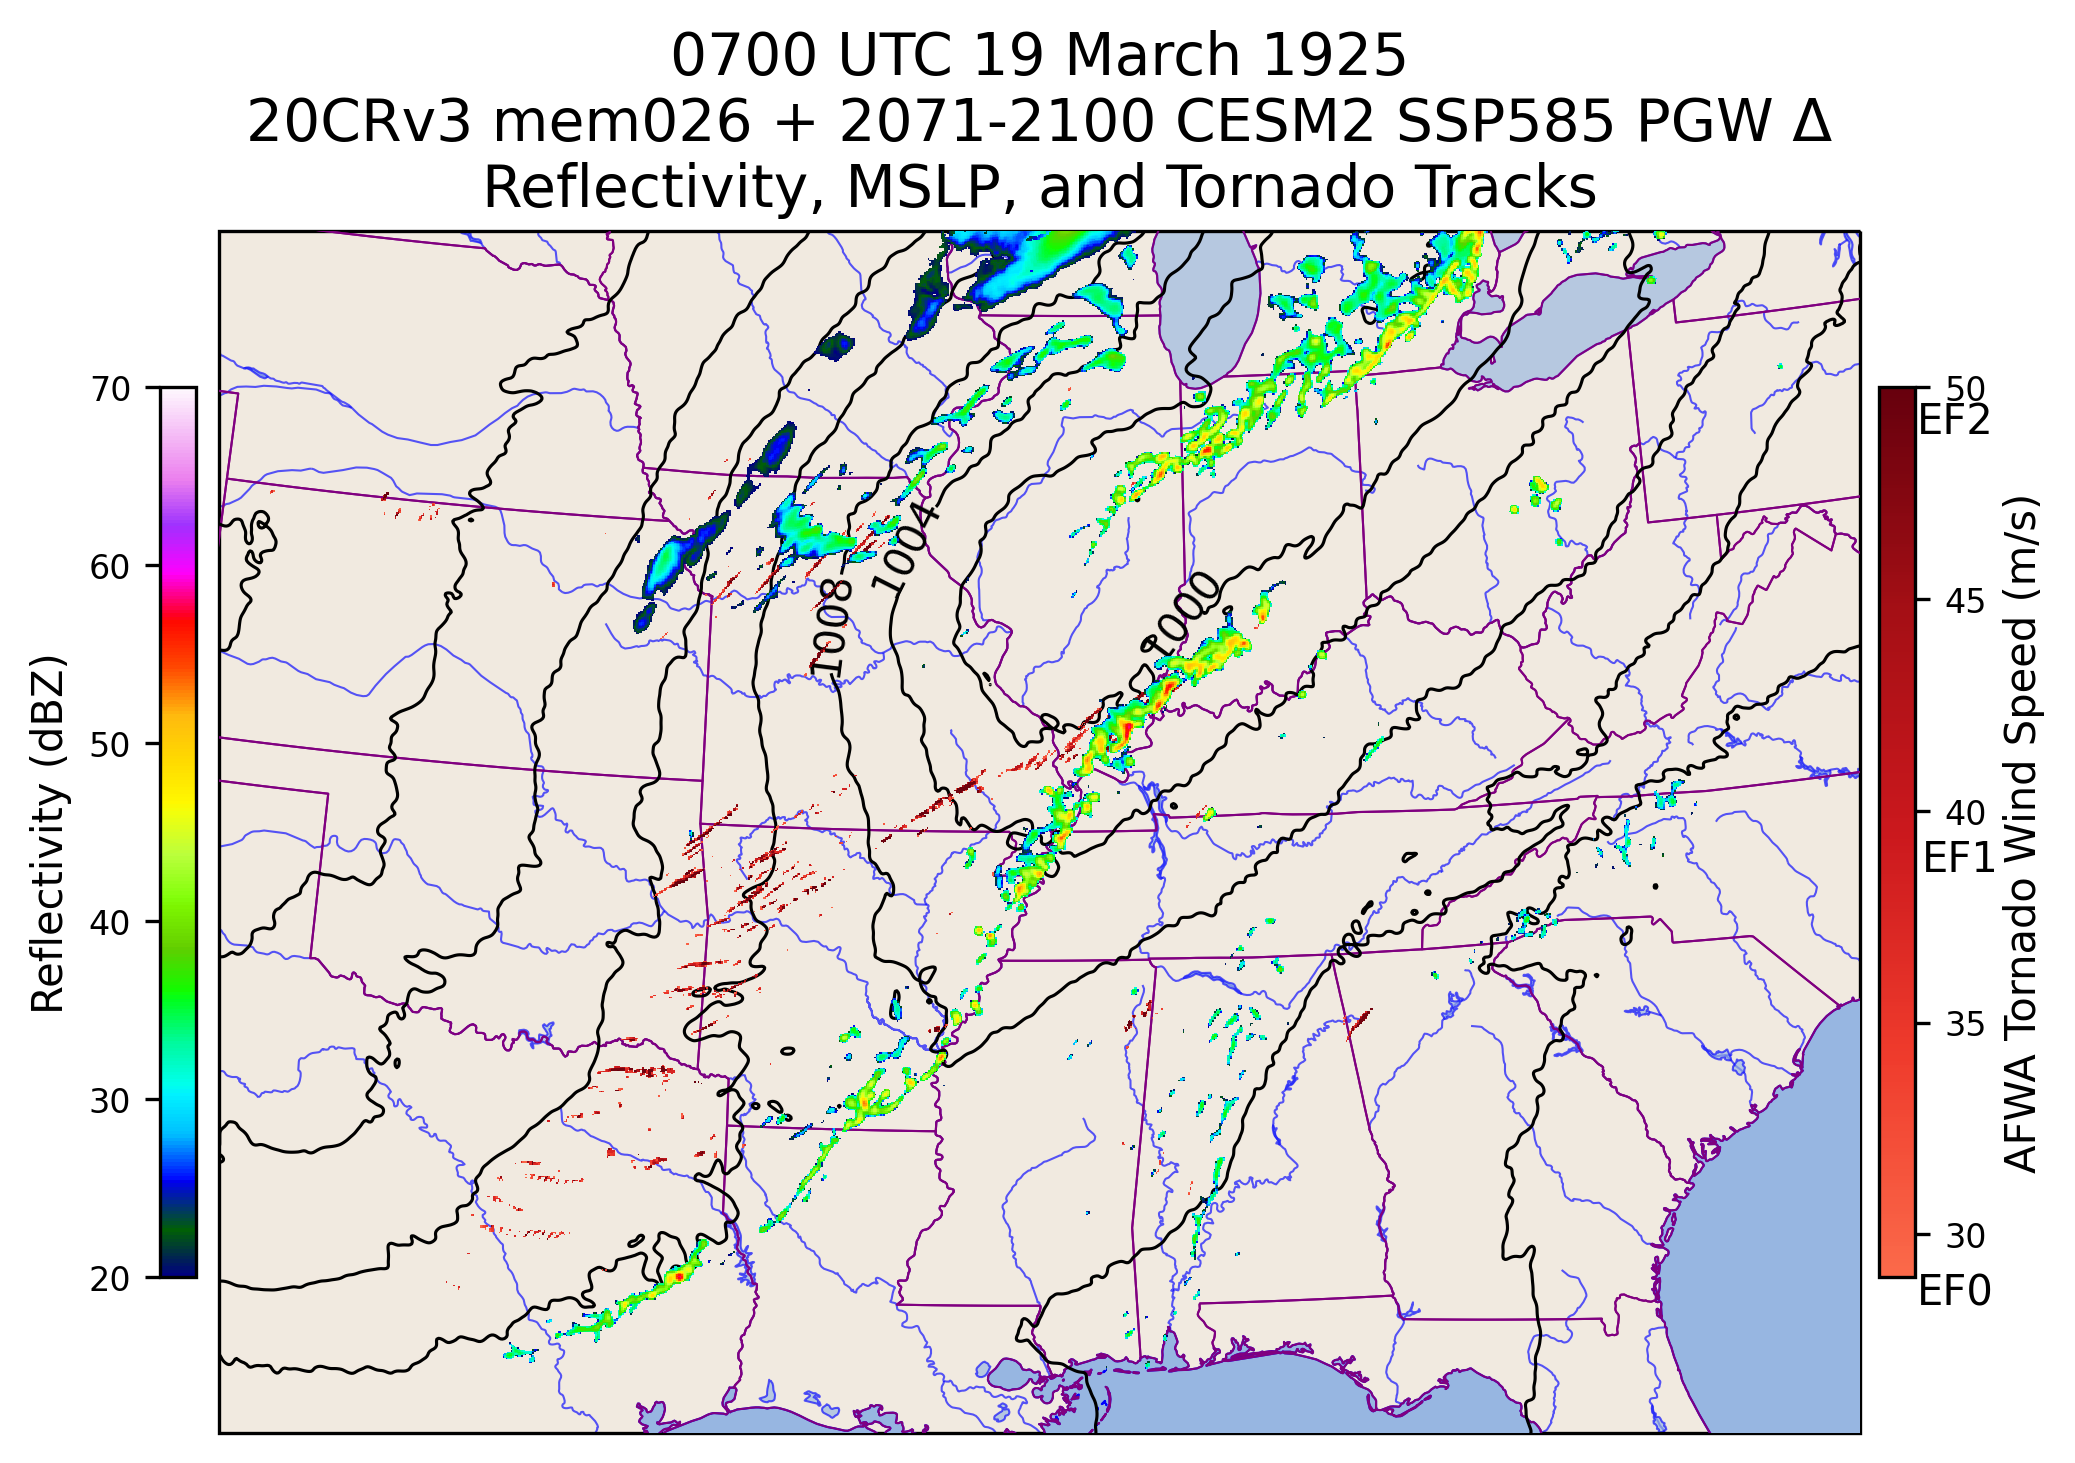 0700 UTC 19 March 1925
20CRv3 mem026 + 2071-2100 CESM2 SSP585 PGW Δ
Reflectivity, MSLP, and Tornado Tracks
70
60
50
40
30
20
Reflectivity (dBZ)
1004
1008
1000
50
EF2
45
40
EF1
35
30
EF0
AFWA Tornado Wind Speed (m/s)